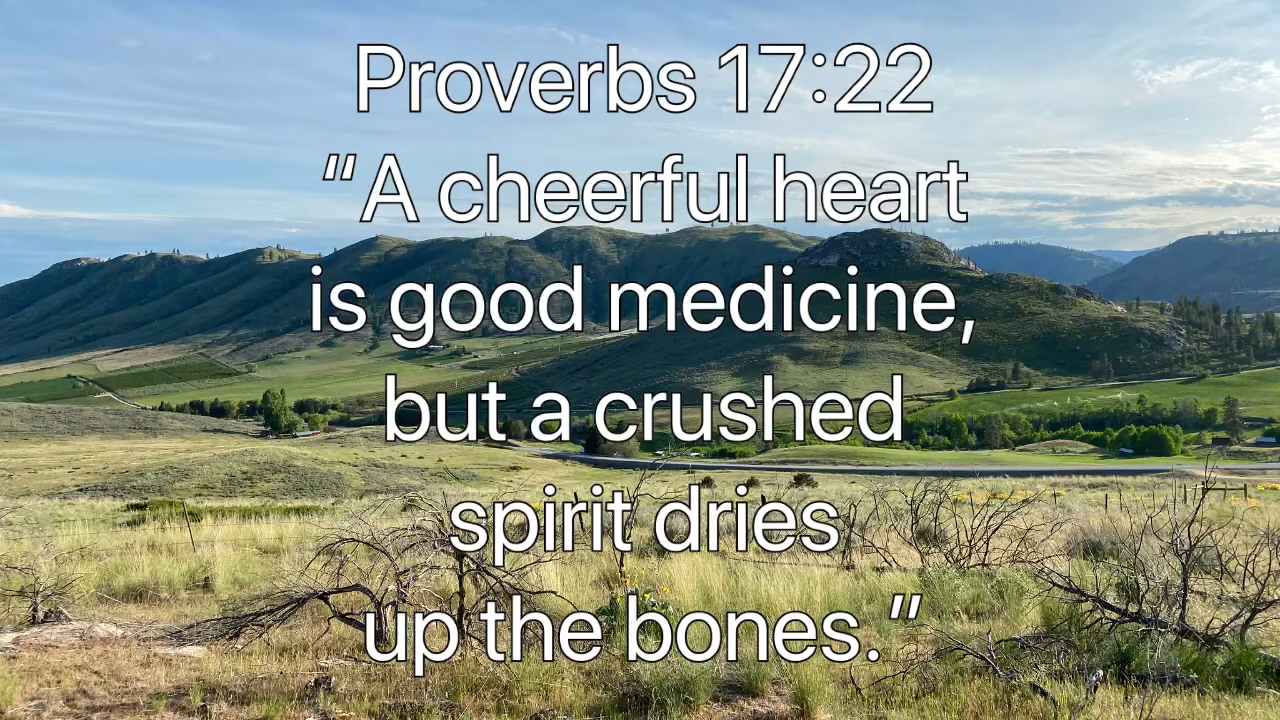 Proverbs 17:22
“A cheerful heart
is good medicine,
but a crushed
spirit dries
up the bones.”